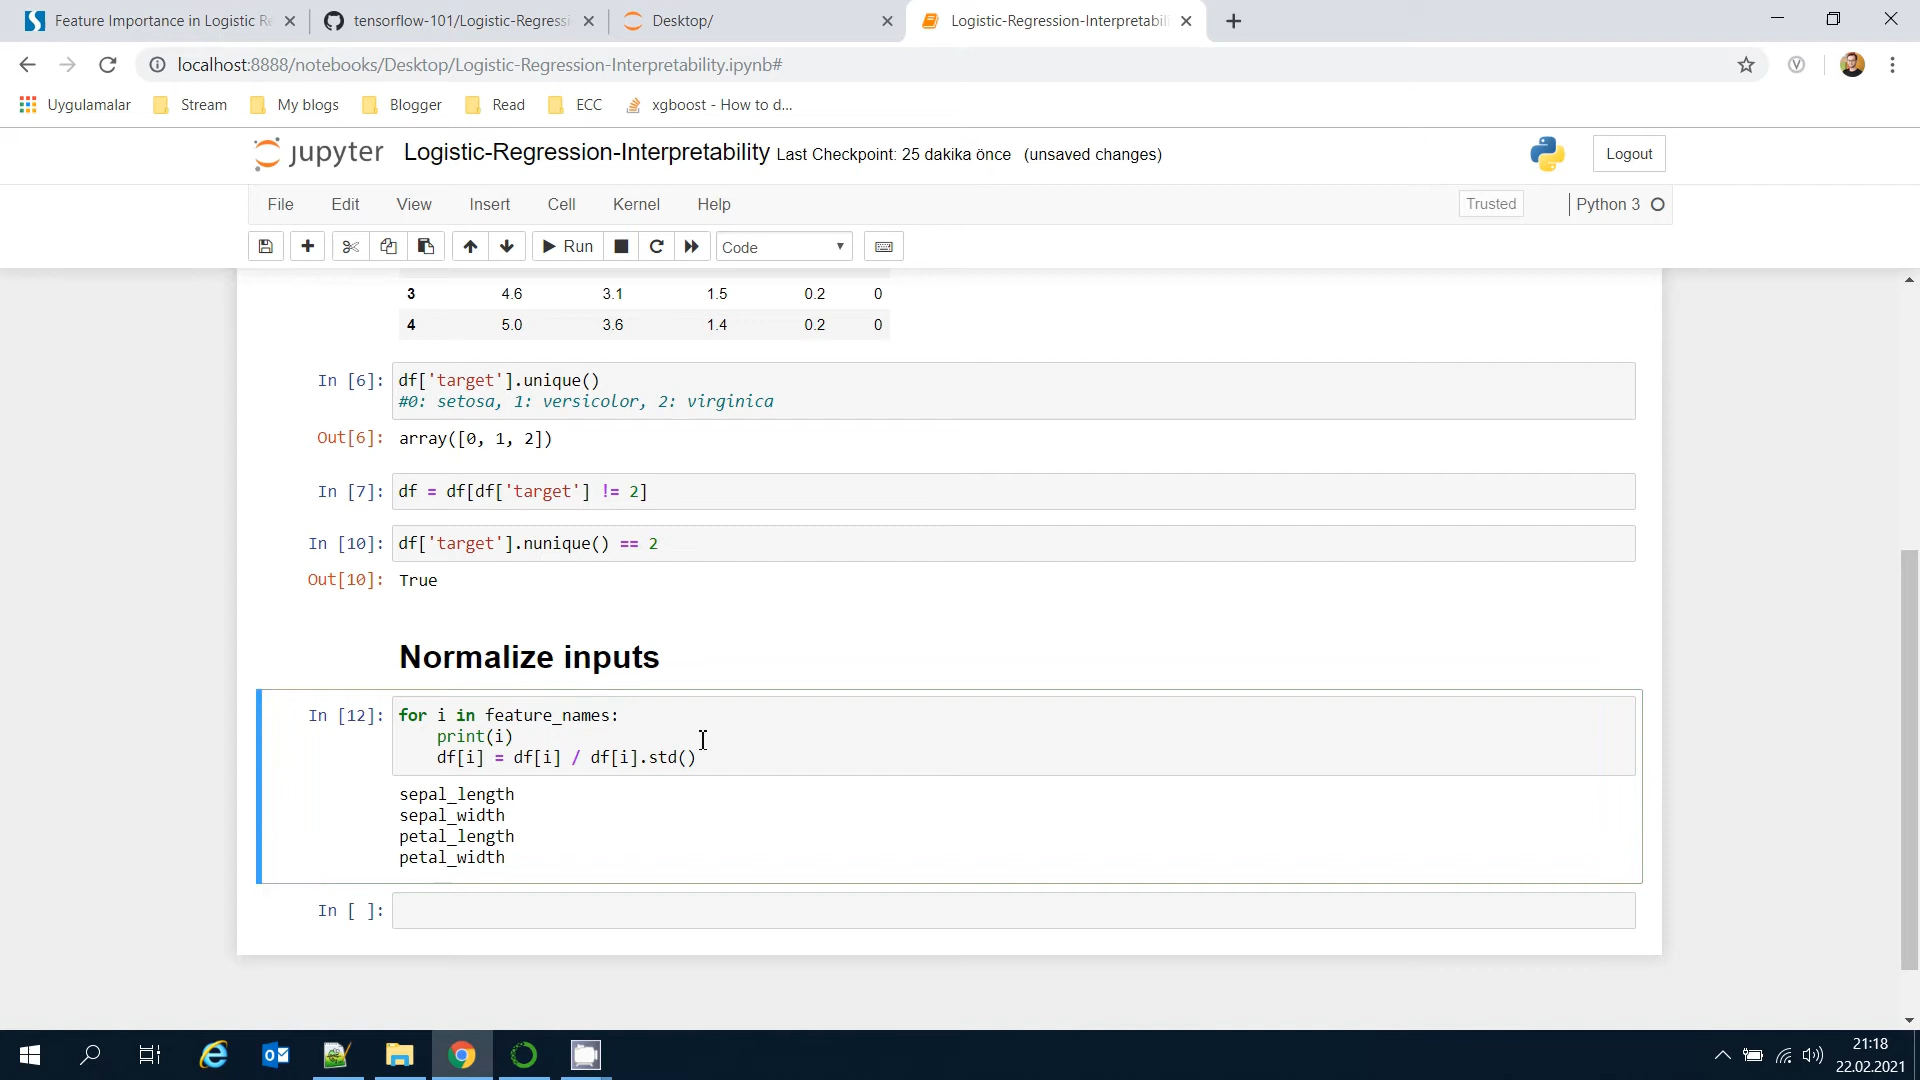 Feature Importance in Logistic Re
tensorflow-101/Logistic-Regressi
Desktop/
Logistic-Regression-Interpretabili
localhost:8888/notebooks/Desktop/Logistic-Regression-Interpretability.ipynb#
Uygulamalar
Stream
My blogs
Blogger
Read
ECC
xgboost - How to d...
jupyter
Logistic-Regression-Interpretability Last Checkpoint: 25 dakika önce (unsaved changes)
Logout
File Edit View Insert Cell Kernel Help
Trusted
Python 3
Run
Code
3 4.6 3.1 1.5 0.2 0
4 5.0 3.6 1.4 0.2 0
In [6]: df['target'].unique()
#0: setosa, 1: versicolor, 2: virginica
Out[6]: array([0, 1, 2])
In [7]: df = df[df['target'] != 2]
In [10]: df['target'].nunique() == 2
Out[10]: True
Normalize inputs
In [12]: for i in feature_names:
print(i)
df[i] = df[i] / df[i].std()
sepal_length
sepal_width
petal_length
petal_width
In [ ]:
21:18
22.02.2021